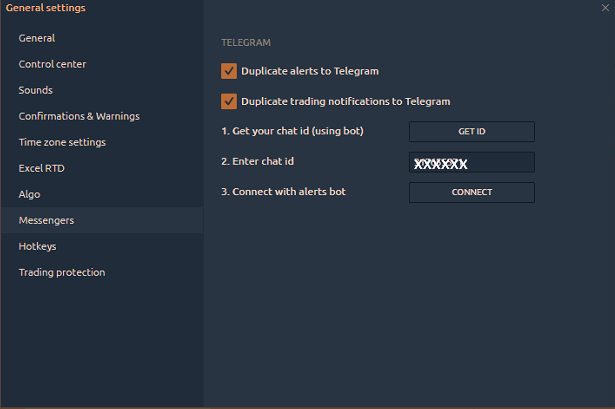 General settings
General
Control center
Sounds
Confirmations & Warnings
Time zone settings
Excel RTD
Algo
Messengers
Hotkeys
Trading protection
TELEGRAM
Duplicate alerts to Telegram
Duplicate trading notifications to Telegram
1. Get your chat id (using bot)
GET ID
2. Enter chat id
XXXXXX
3. Connect with alerts bot
CONNECT